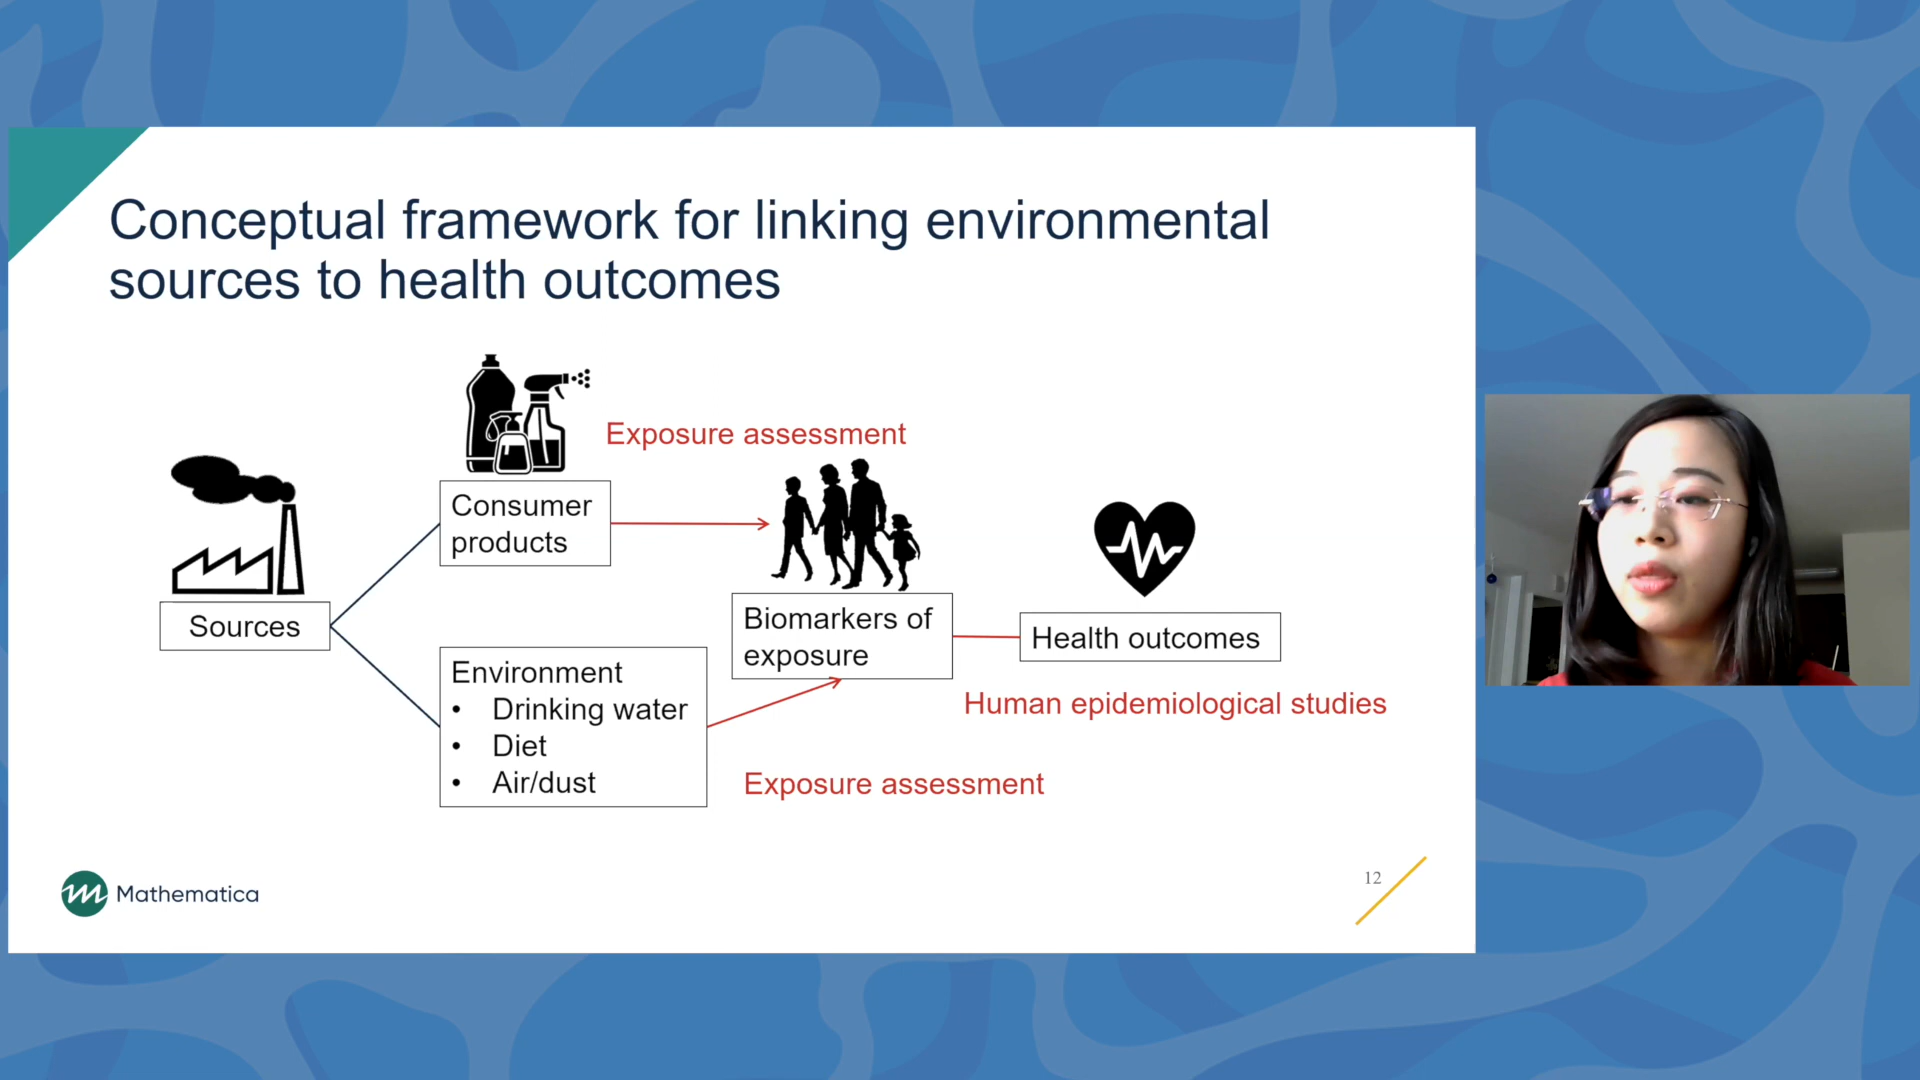 Conceptual framework for linking environmental
sources to health outcomes
Exposure assessment
Consumer
products
Sources
Biomarkers of
exposure
Health outcomes
Environment
• Drinking water
• Diet
• Air/dust
Human epidemiological studies
Exposure assessment
Mathematica
12